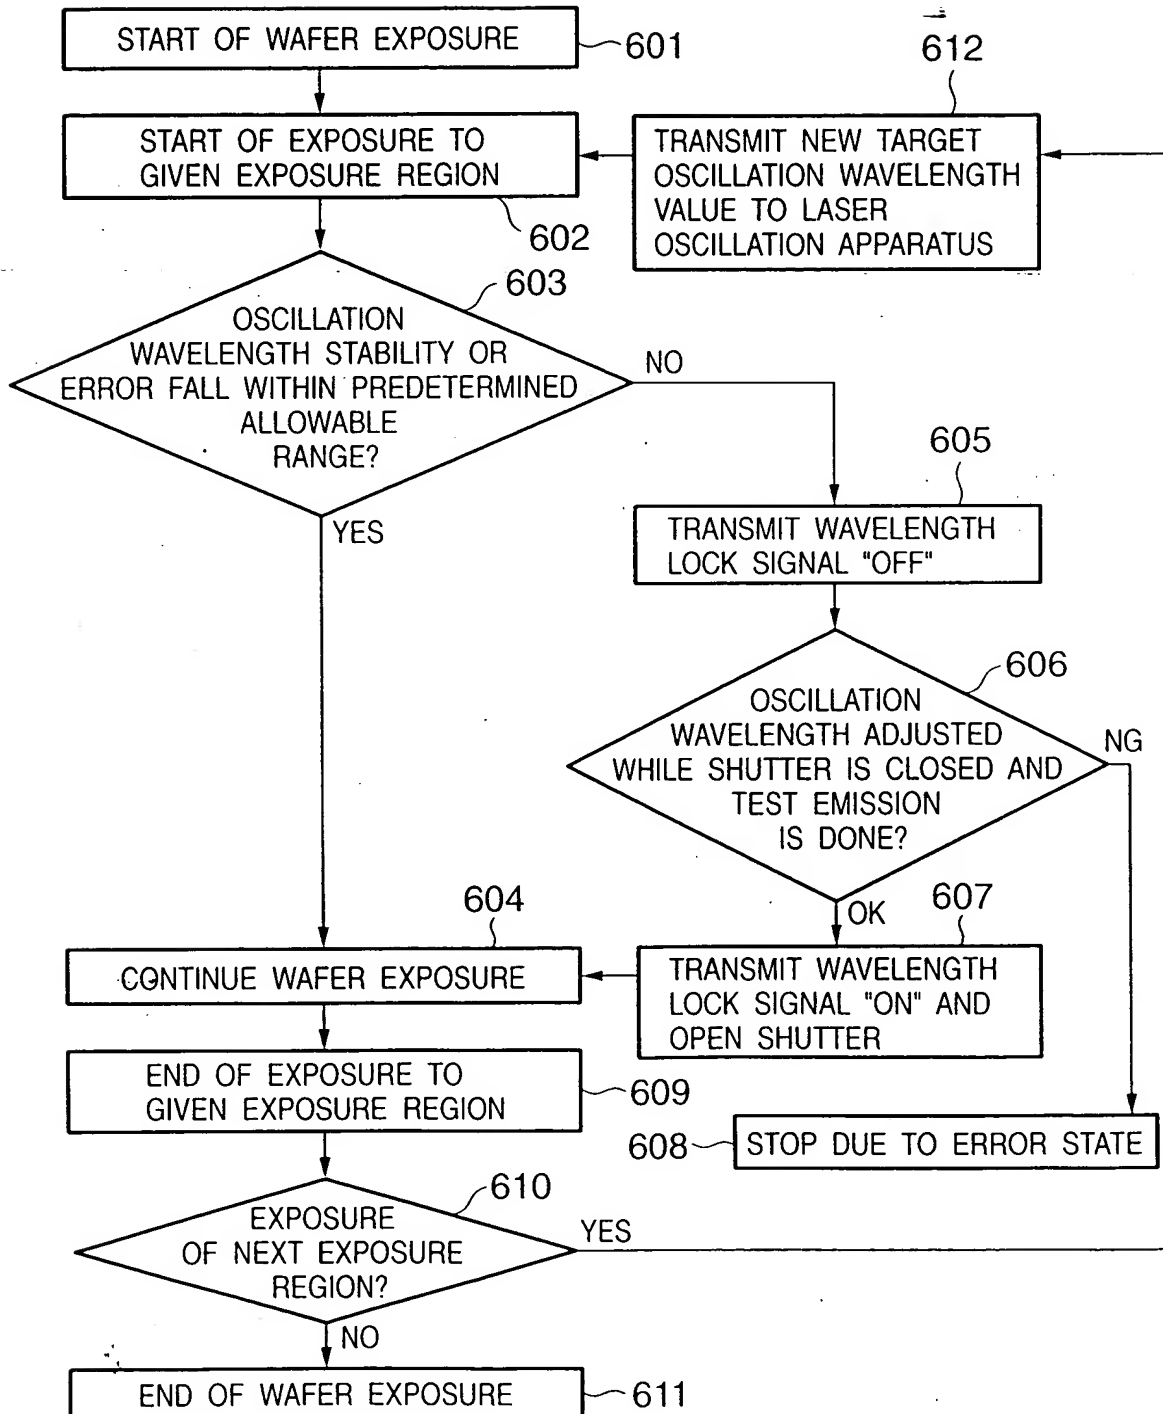 START OF WAFER EXPOSURE
601
612
START OF EXPOSURE TO
GIVEN EXPOSURE REGION
602
TRANSMIT NEW TARGET
OSCILLATION WAVELENGTH
VALUE TO LASER
OSCILLATION APPARATUS
603
OSCILLATION
WAVELENGTH STABILITY OR
ERROR FALL WITHIN PREDETERMINED
ALLOWABLE
RANGE?
NO
YES
605
TRANSMIT WAVELENGTH
LOCK SIGNAL "OFF"
606
OSCILLATION
WAVELENGTH ADJUSTED
WHILE SHUTTER IS CLOSED AND
TEST EMISSION
IS DONE?
NG
OK
604
CONTINUE WAFER EXPOSURE
607
TRANSMIT WAVELENGTH
LOCK SIGNAL "ON" AND
OPEN SHUTTER
END OF EXPOSURE TO
GIVEN EXPOSURE REGION
609
608
STOP DUE TO ERROR STATE
610
EXPOSURE
OF NEXT EXPOSURE
REGION?
YES
NO
END OF WAFER EXPOSURE
611